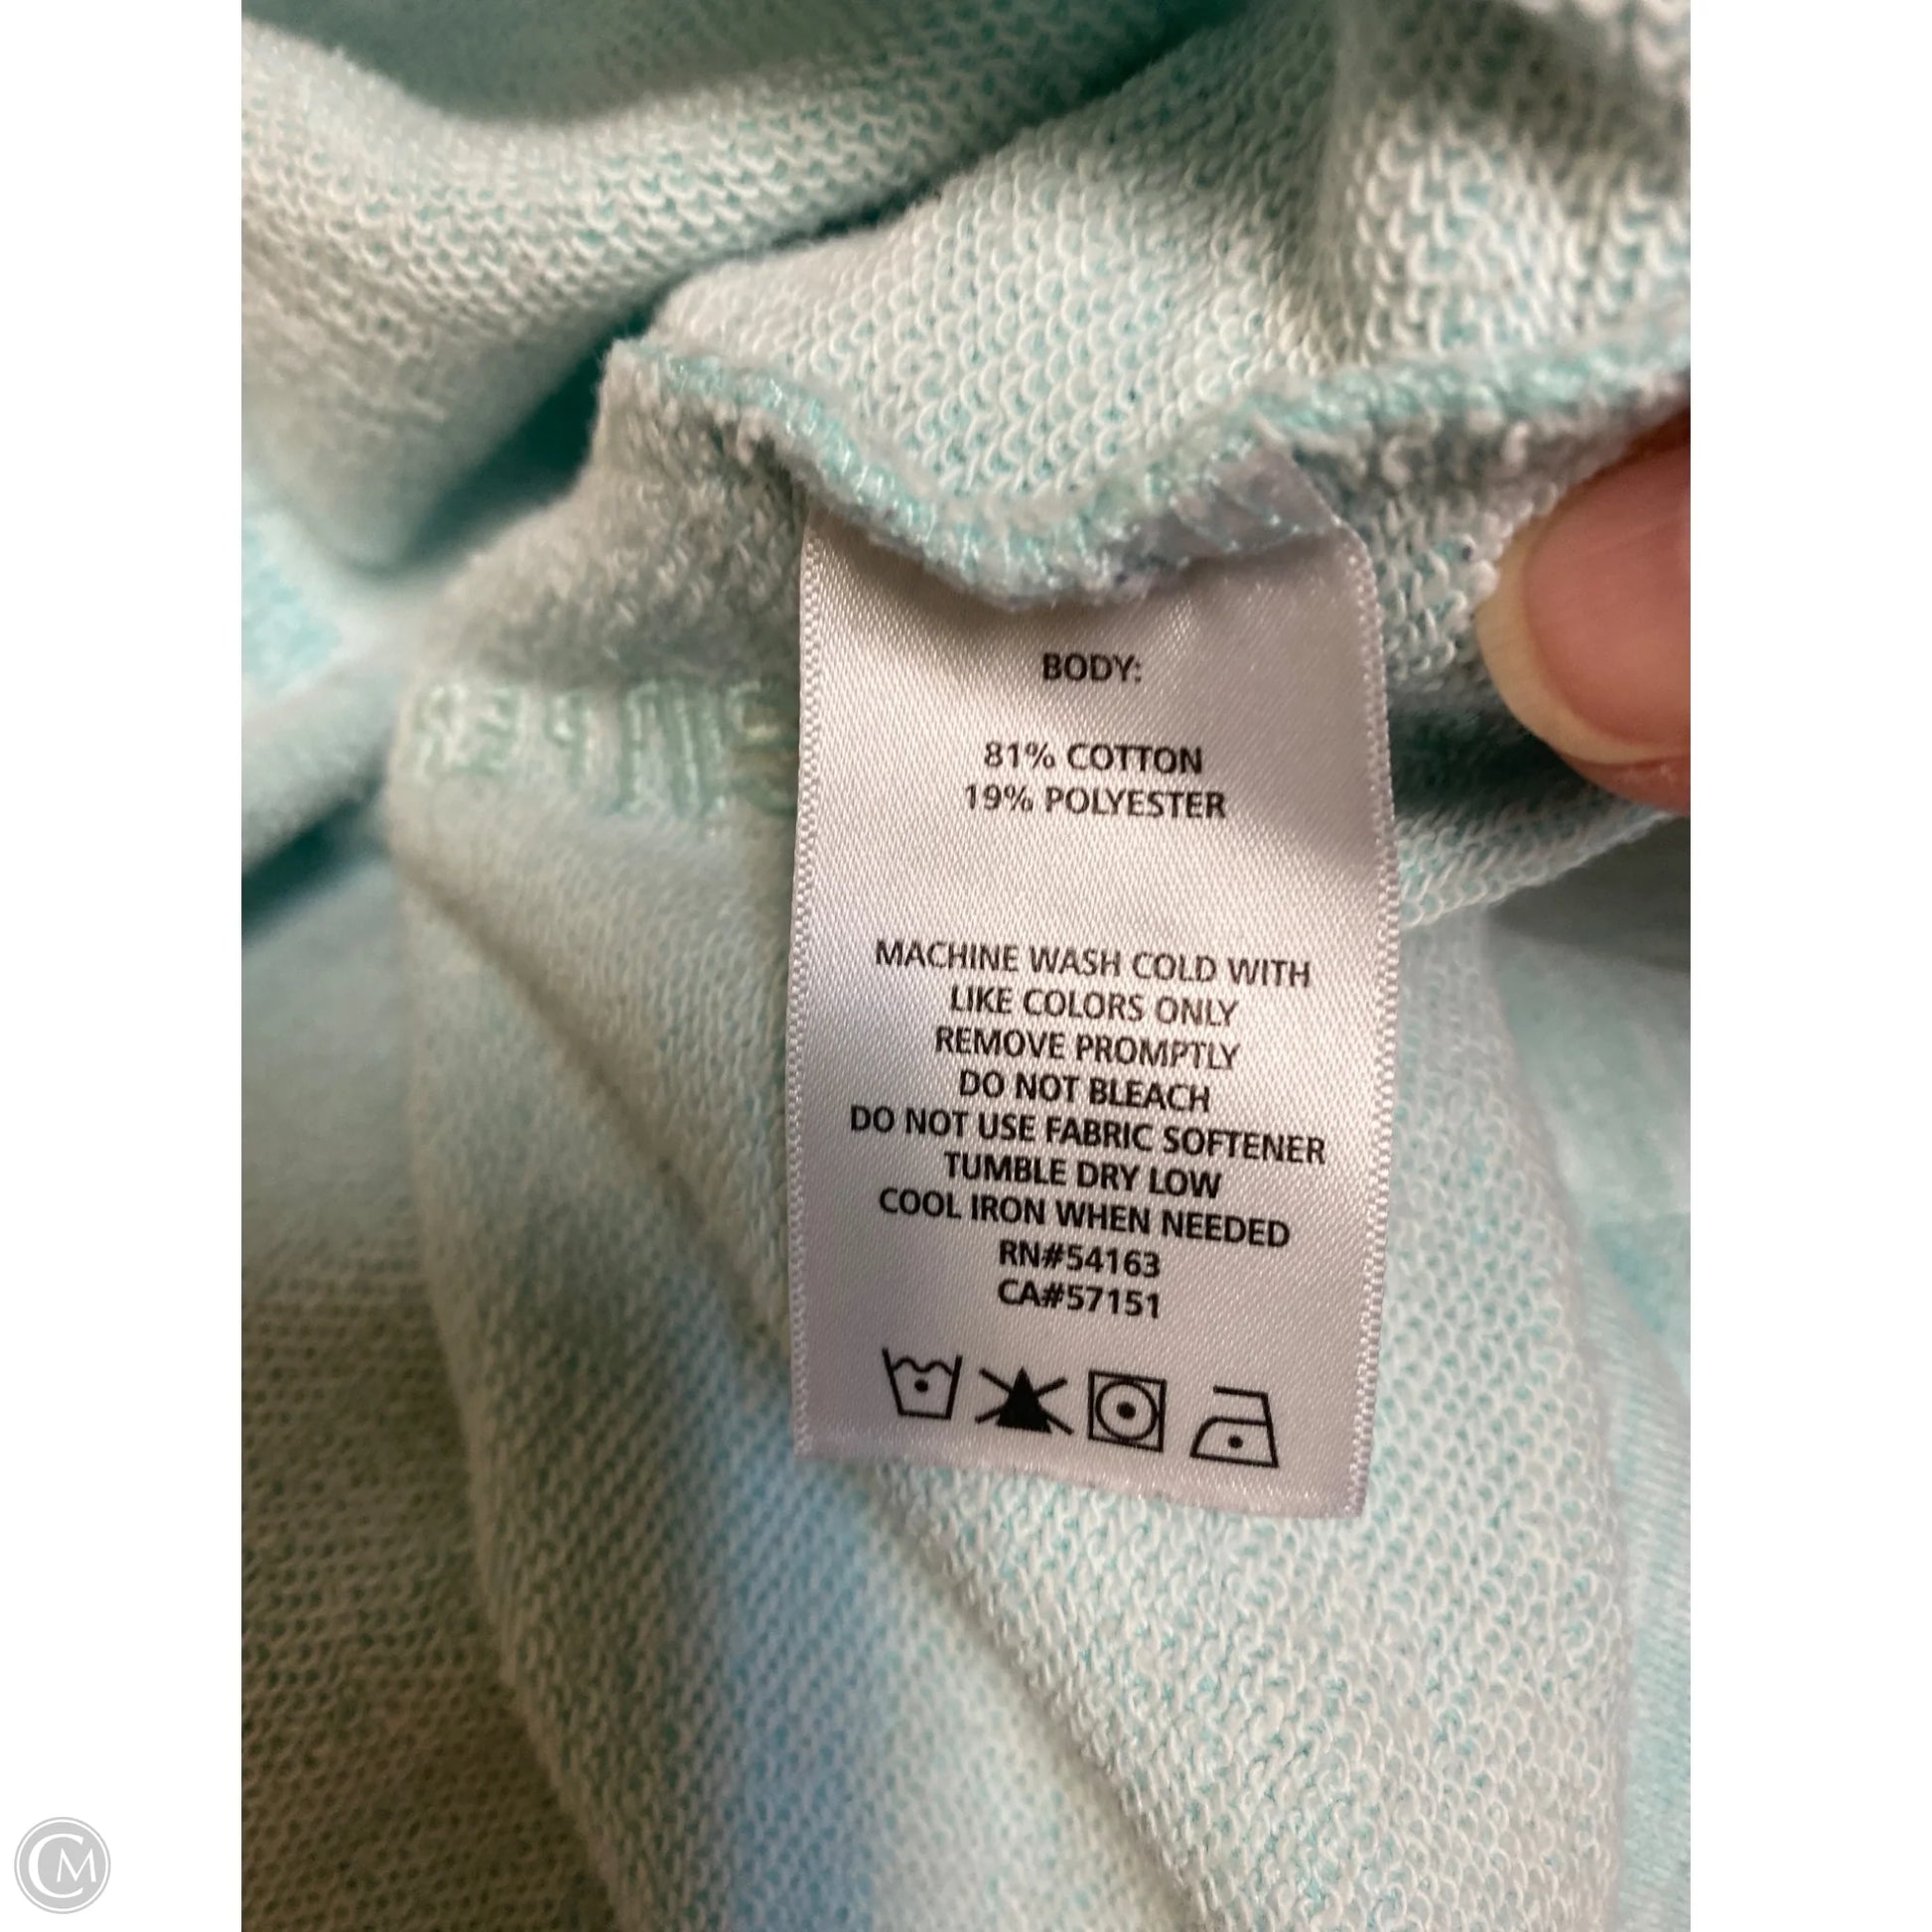 BODY:
81% COTTON
19% POLYESTER
MACHINE WASH COLD WITH
LIKE COLORS ONLY
REMOVE PROMPTLY
DO NOT BLEACH
DO NOT USE FABRIC SOFTENER
TUMBLE DRY LOW
COOL IRON WHEN NEEDED
RN#54163
CA#57151
CM